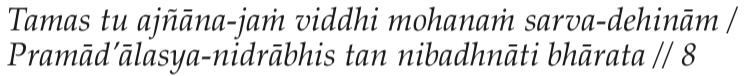 Tamas tu ajñāna-jaṁ viddhi mohanaṁ sarva-dehinām /
Pramād’ālasya-nidrābhis tan nibadhnāti bhārata // 8